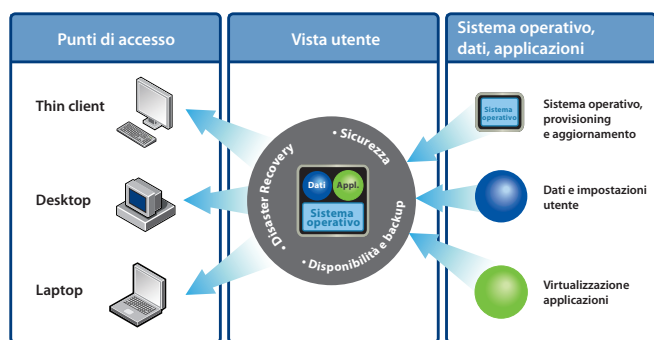 Punti di accesso
Thin client
Desktop
Laptop
Vista utente
• Disaster Recovery
• Sicurezza
• Disponibilità e backup
Dati
Appl.
Sistema
operativo
Sistema operativo,
dati, applicazioni
Sistema
operativo
Sistema operativo,
provisioning
e aggiornamento
Dati e impostazioni
utente
Virtualizzazione
applicazioni